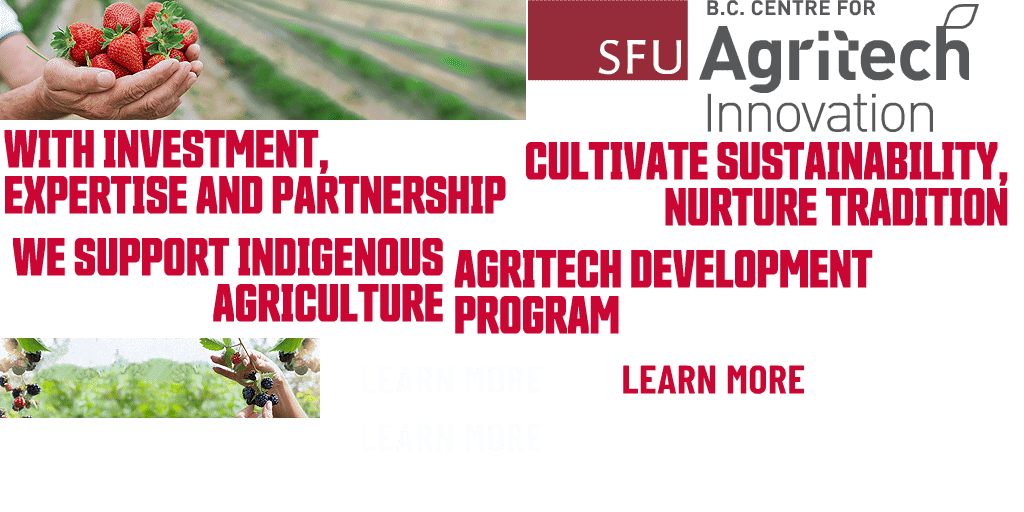 B.C. CENTRE FOR
SFU Agritech
Innovation
WITH INVESTMENT,
EXPERTISE AND PARTNERSHIP
CULTIVATE SUSTAINABILITY,
NURTURE TRADITION
WE SUPPORT INDIGENOUS
AGRICULTURE
AGRITECH DEVELOPMENT
PROGRAM
LEARN MORE
LEARN MORE
LEARN MORE